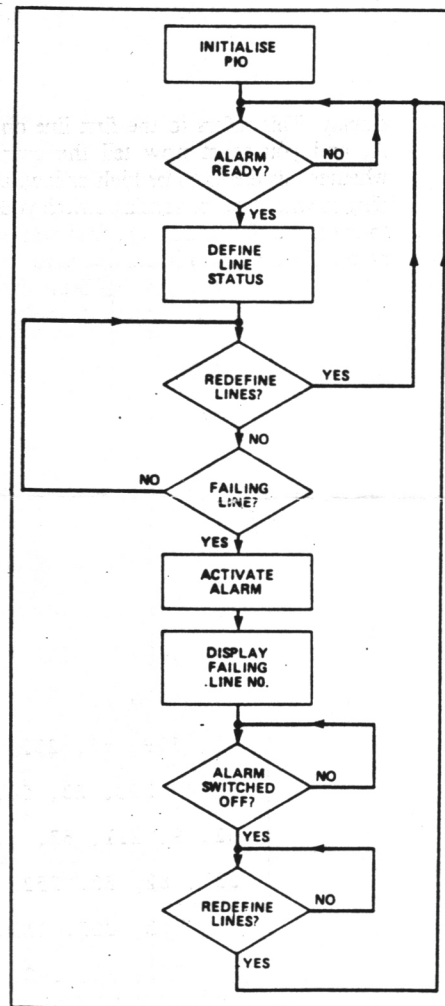 INITIALISE
PIO
ALARM
READY?
NO
YES
DEFINE
LINE
STATUS
REDEFINE
LINES?
YES
NO
FAILING
LINE?
NO
YES
ACTIVATE
ALARM
DISPLAY
FAILING
LINE NO.
ALARM
SWITCHED
OFF?
NO
YES
REDEFINE
LINES?
NO
YES